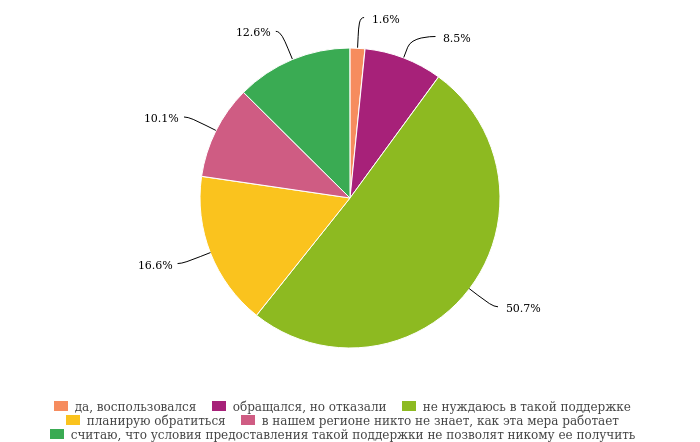 1.6%
12.6%
8.5%
10.1%
16.6%
50.7%
да, воспользовался обращался, но отказали не нуждаюсь в такой поддержке
планирую обратиться в нашем регионе никто не знает, как эта мера работает
считаю, что условия предоставления такой поддержки не позволят никому ее получить